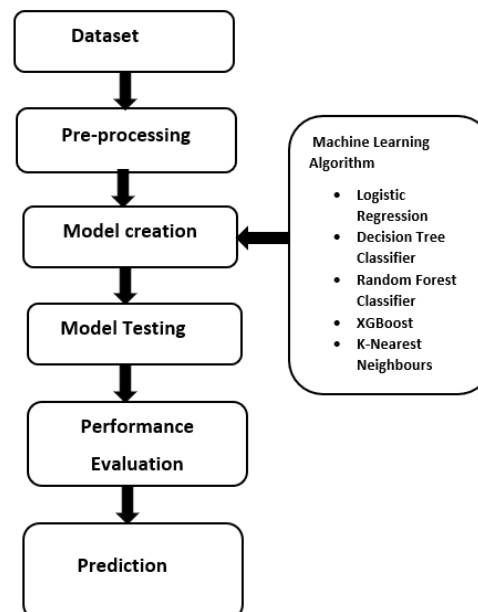 Dataset
Pre-processing
Model creation
Model Testing
Performance
Evaluation
Prediction
Machine Learning
Algorithm
• Logistic
Regression
• Decision Tree
Classifier
• Random Forest
Classifier
• XGBoost
• K-Nearest
Neighbours